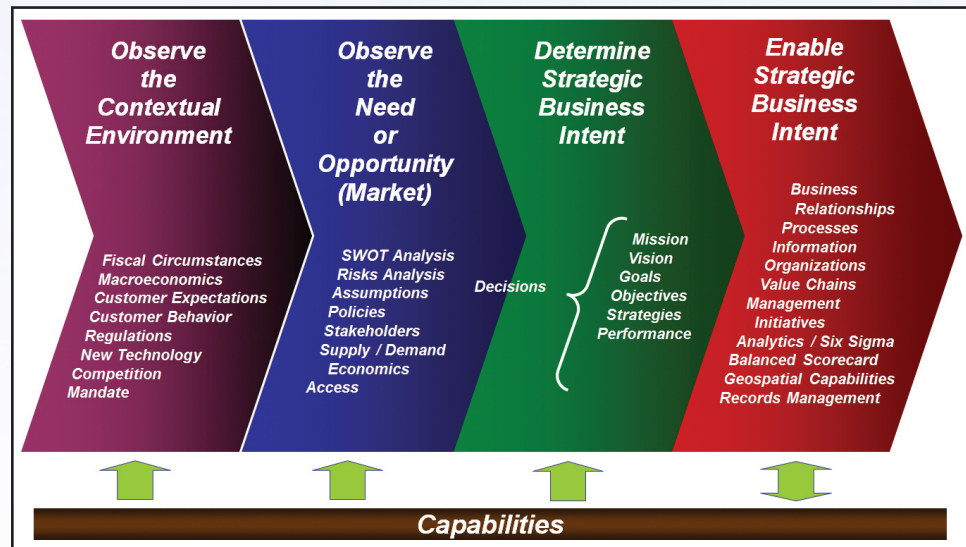 Observe
the
Contextual
Environment
Fiscal Circumstances
Macroeconomics
Customer Expectations
Customer Behavior
Regulations
New Technology
Competition
Mandate
Observe
the
Need
or
Opportunity
(Market)
SWOT Analysis
Risks Analysis
Assumptions
Policies
Stakeholders
Supply / Demand
Economics
Access
Determine
Strategic
Business
Intent
Decisions
Mission
Vision
Goals
Objectives
Strategies
Performance
Enable
Strategic
Business
Intent
Business
Relationships
Processes
Information
Organizations
Value Chains
Management
Initiatives
Analytics / Six Sigma
Balanced Scorecard
Geospatial Capabilities
Records Management
Capabilities